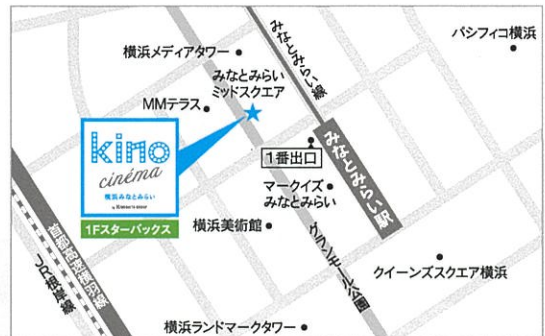 パシフィコ横浜
横浜メディアタワー
みなとみらい線
みなとみらい
ミッドスクエア
MMテラス
kino
cinéma
横浜みなとみらい
1番出口
みなとみらい駅
マークイズ
みなとみらい
1Fスターバックス
横浜美術館
首都高速横羽線
JR根岸線
グランモール公園
クイーンズスクエア横浜
横浜ランドマークタワー